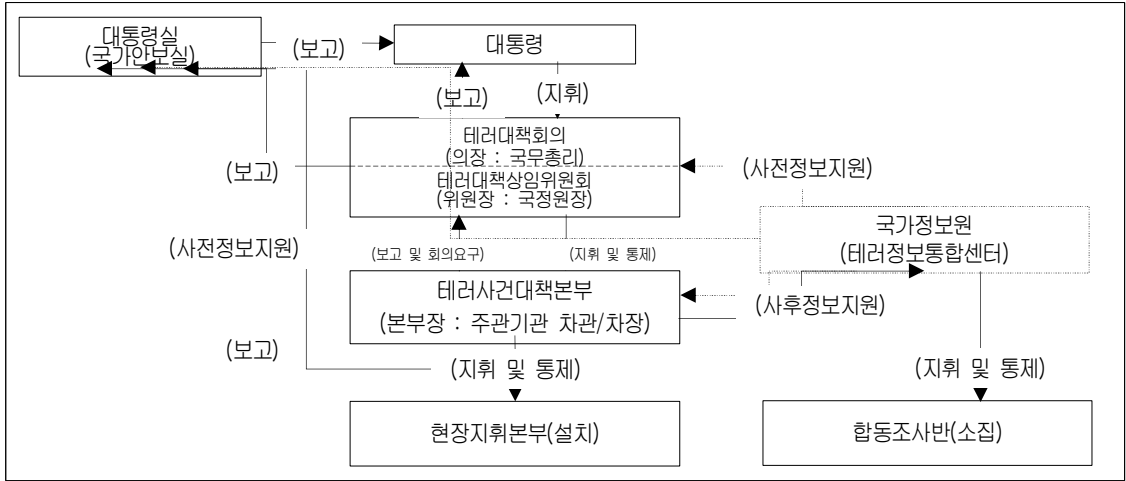 대통령실
(국가안보실)
(보고)
대통령
(보고)
(지휘)
테러대책회의
(의장 : 국무총리)
테러대책상임위원회
(위원장 : 국정원장)
(보고)
(사전정보지원)
국가정보원
(테러정보통합센터)
(사전정보지원)
(보고 및 회의요구)
(지휘 및 통제)
테러사건대책본부
(본부장 : 주관기관 차관/차장)
(사후정보지원)
(보고)
(지휘 및 통제)
(지휘 및 통제)
현장지휘본부(설치)
합동조사반(소집)